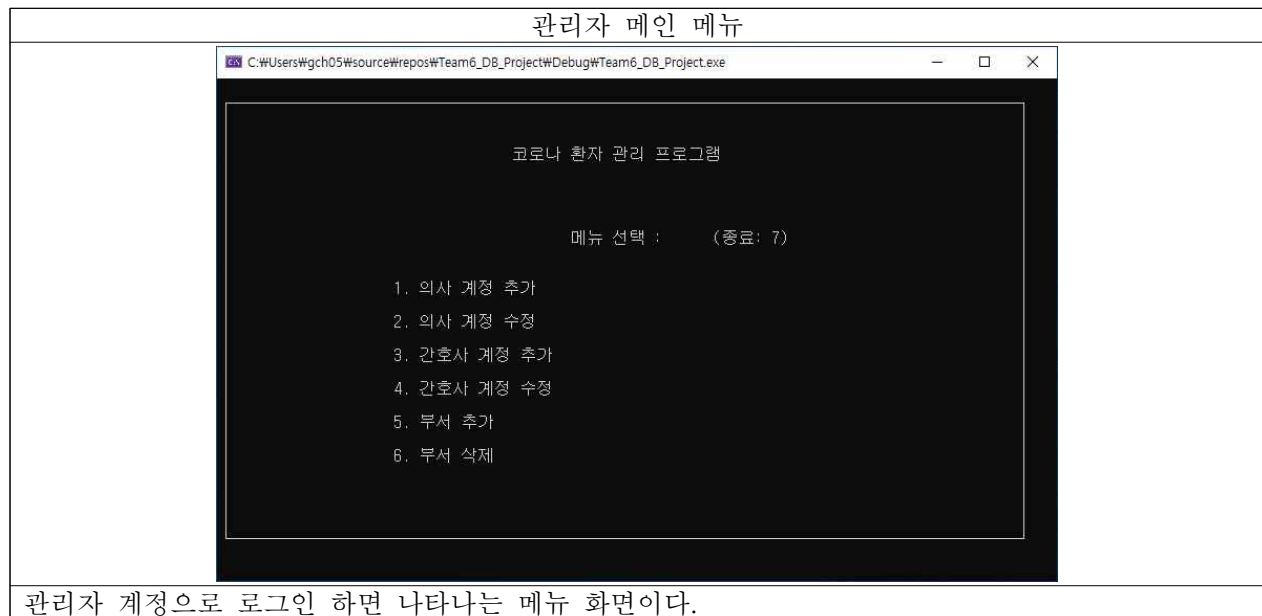 관리자 메인 메뉴
C:₩Users₩gch05₩source₩repos₩Team6_DB_Project₩Debug₩Team6_DB_Project.exe
코로나 환자 관리 프로그램
메뉴 선택 : (종료: 7)
1. 의사 계정 추가
2. 의사 계정 수정
3. 간호사 계정 추가
4. 간호사 계정 수정
5. 부서 추가
6. 부서 삭제
관리자 계정으로 로그인 하면 나타나는 메뉴 화면이다.